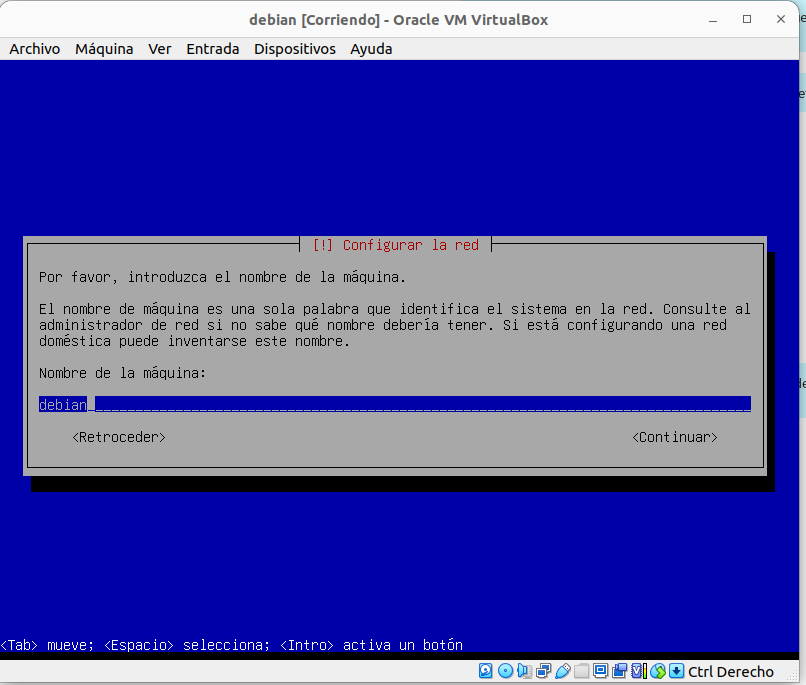 debian [Corriendo] - Oracle VM VirtualBox
Archivo Máquina Ver Entrada Dispositivos Ayuda
[!] Configurar la red
Por favor, introduzca el nombre de la máquina.
El nombre de máquina es una sola palabra que identifica el sistema en la red. Consulte al
administrador de red si no sabe qué nombre debería tener. Si está configurando una red
doméstica puede inventarse este nombre.
Nombre de la máquina:
debian
<Retroceder> <Continuar>
<Tab> mueve; <Espacio> selecciona; <Intro> activa un botón
Ctrl Derecho